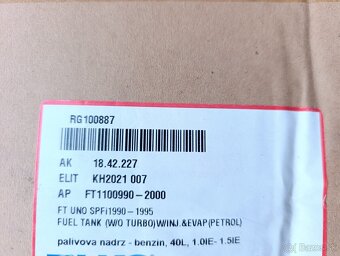 RG100887
AK 18.42.227
ELIT KH2021 007
AP FT1100990-2000
FT UNO SPFi1990-1995
FUEL TANK (W/O TURBO)W/INJ.&EVAP(PETROL)
palivova nadrz - benzin, 40L, 1.0IE- 1.5IE